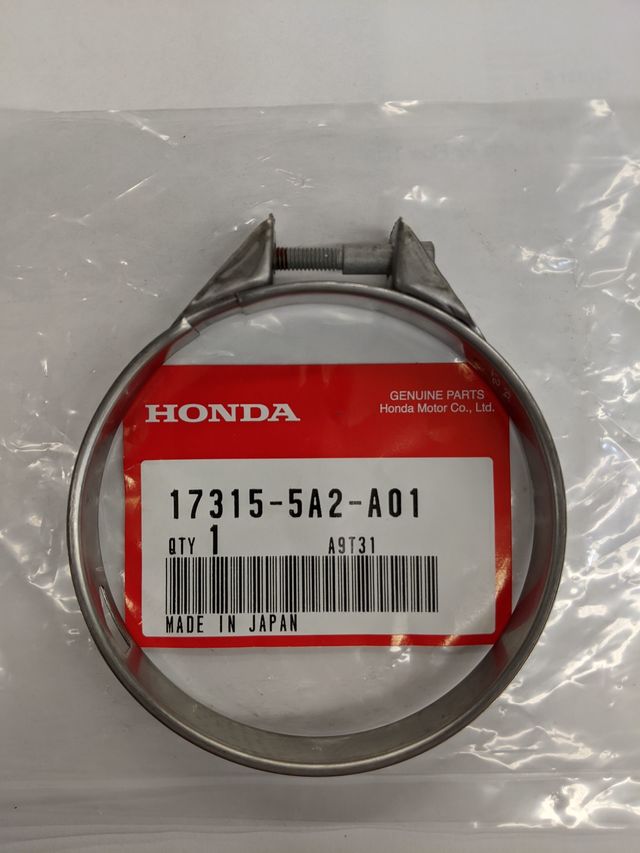 HONDA
GENUINE PARTS
Honda Motor Co., Ltd.
17315-5A2-A01
QTY 1 A9T31
MADE IN JAPAN